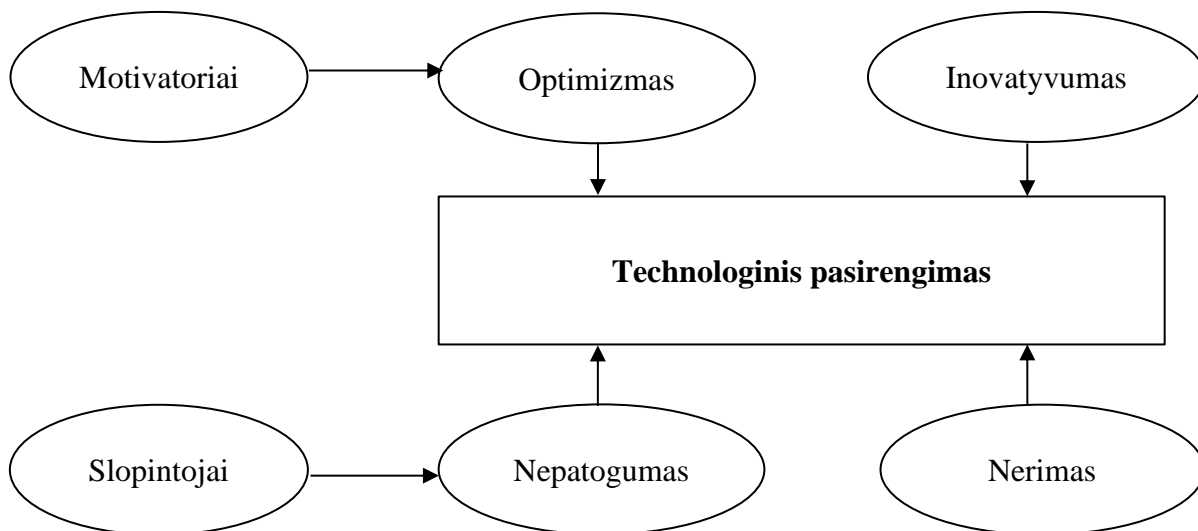 Motivatoriai
Optimizmas
Inovatyvumas
Technologinis pasirengimas
Slopintojai
Nepatogumas
Nerimas